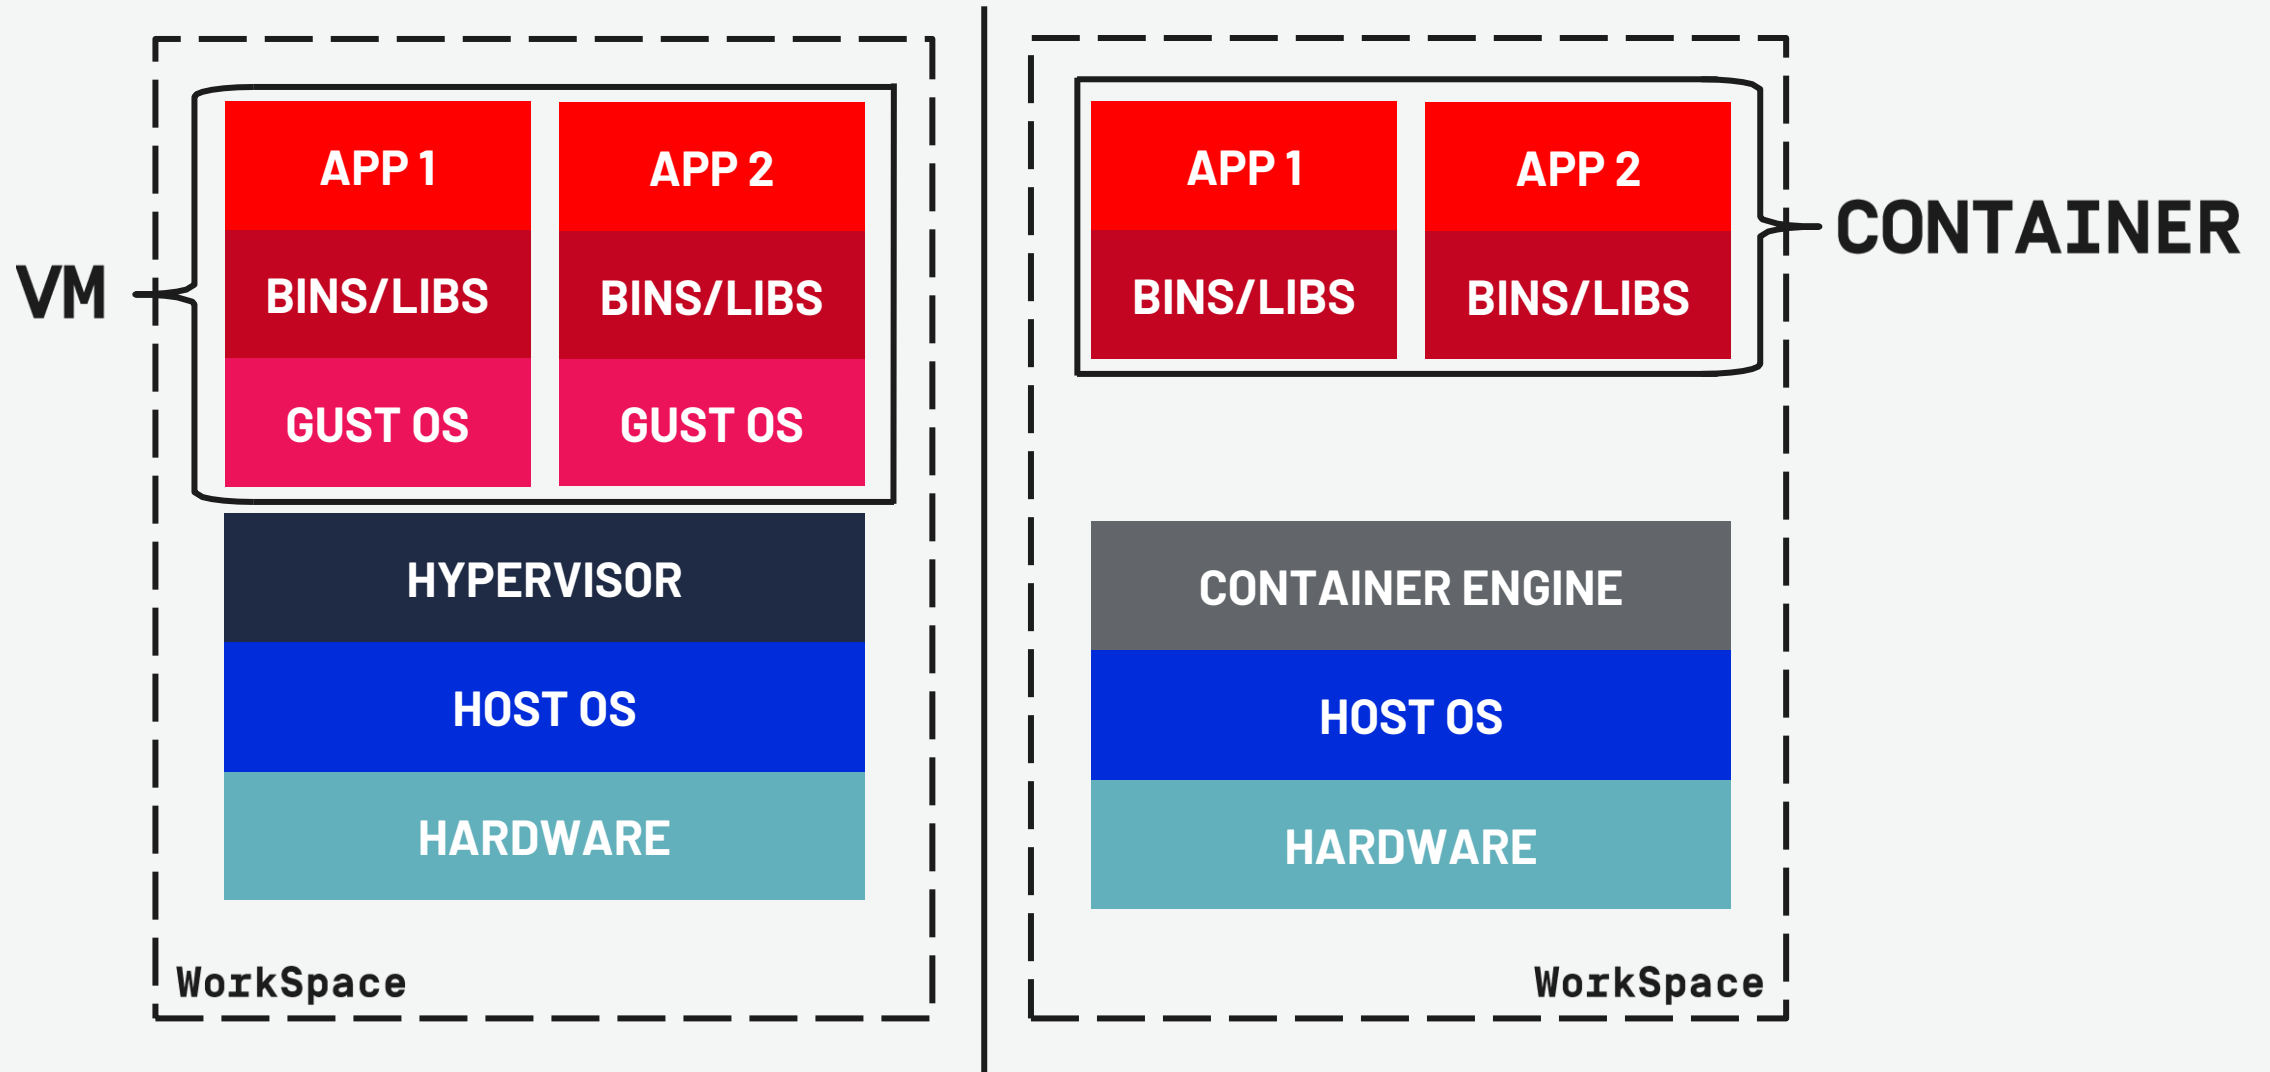 VM
APP 1
APP 2
BINS/LIBS
BINS/LIBS
GUST OS
GUST OS
HYPERVISOR
HOST OS
HARDWARE
WorkSpace
APP 1
APP 2
BINS/LIBS
BINS/LIBS
CONTAINER
CONTAINER ENGINE
HOST OS
HARDWARE
WorkSpace